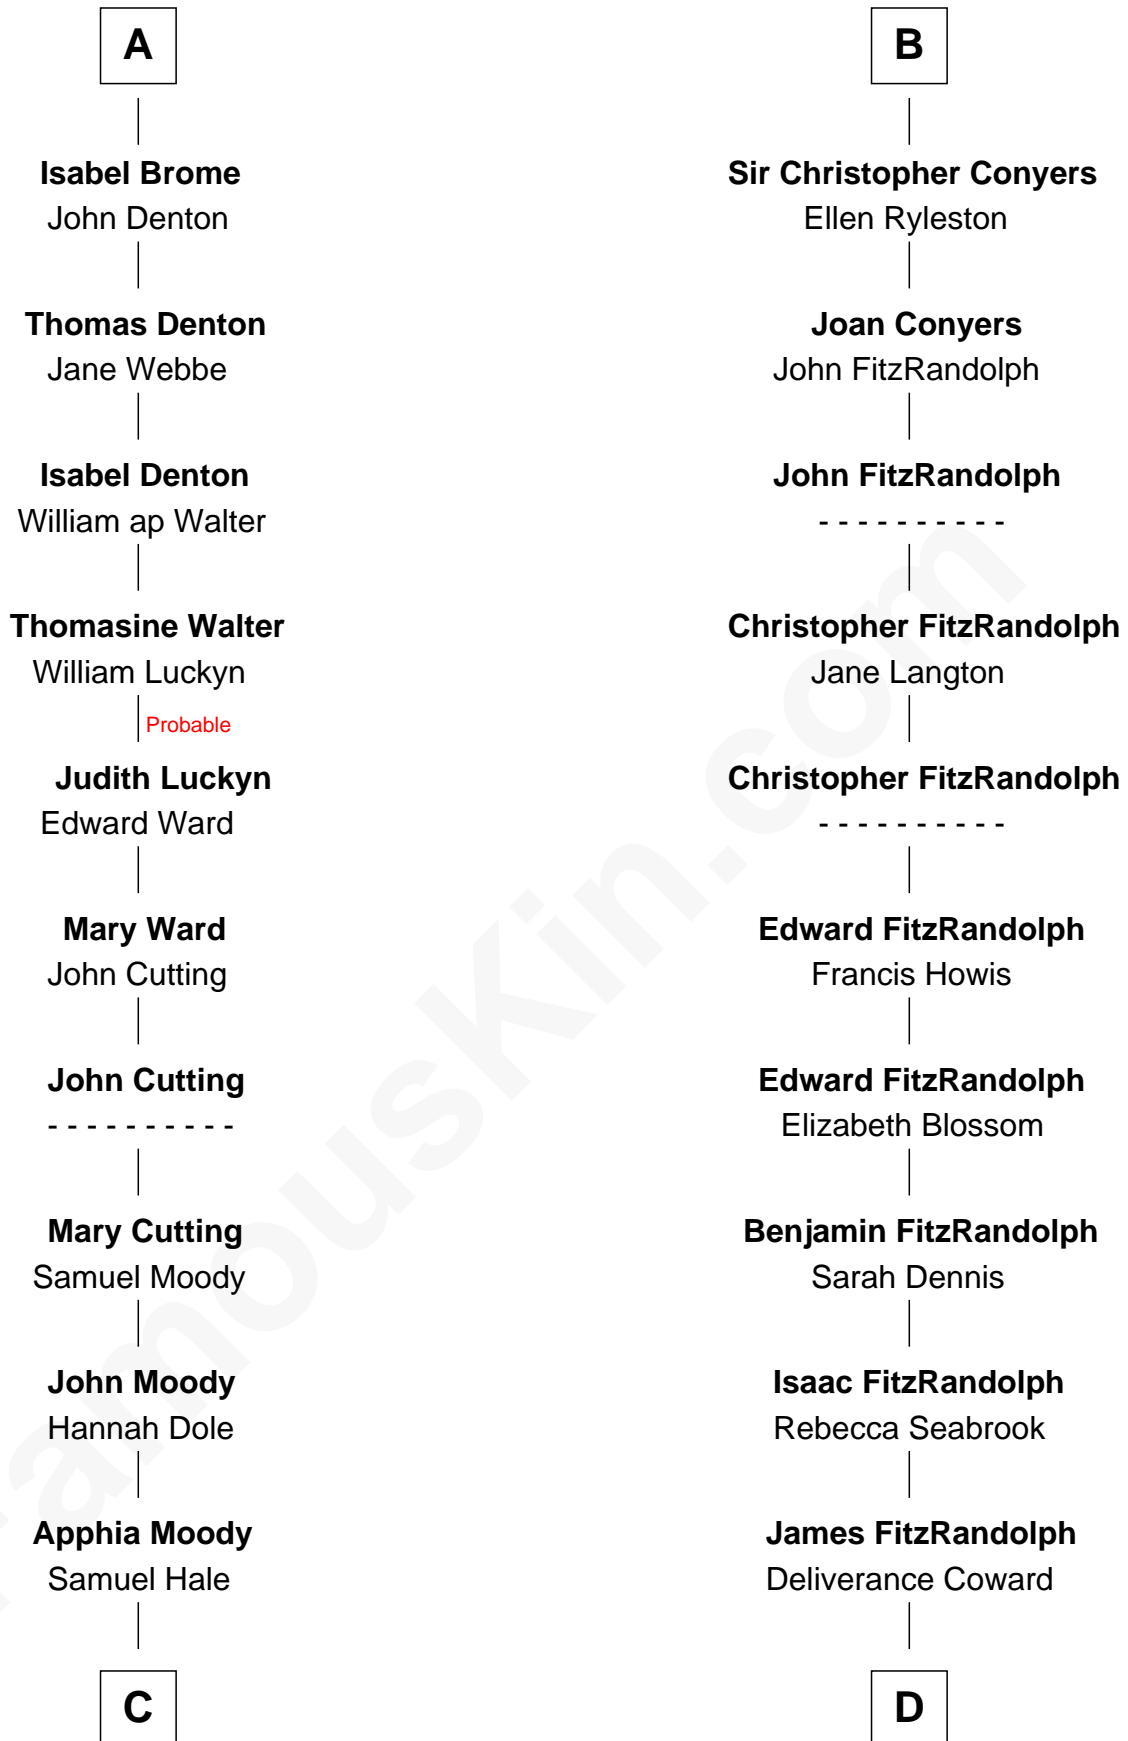 A
Isabel Brome
John Denton
Thomas Denton
Jane Webbe
Isabel Denton
William ap Walter
Thomasine Walter
William Luckyn
Probable
Judith Luckyn
Edward Ward
Mary Ward
John Cutting
John Cutting
- - - - - - - - - -
Mary Cutting
Samuel Moody
John Moody
Hannah Dole
Apphia Moody
Samuel Hale
C
B
Sir Christopher Conyers
Ellen Ryleston
Joan Conyers
John FitzRandolph
John FitzRandolph
- - - - - - - - - -
Christopher FitzRandolph
Jane Langton
Christopher FitzRandolph
- - - - - - - - - -
Edward FitzRandolph
Francis Howis
Edward FitzRandolph
Elizabeth Blossom
Benjamin FitzRandolph
Sarah Dennis
Isaac FitzRandolph
Rebecca Seabrook
James FitzRandolph
Deliverance Coward
D
FamousKin.com